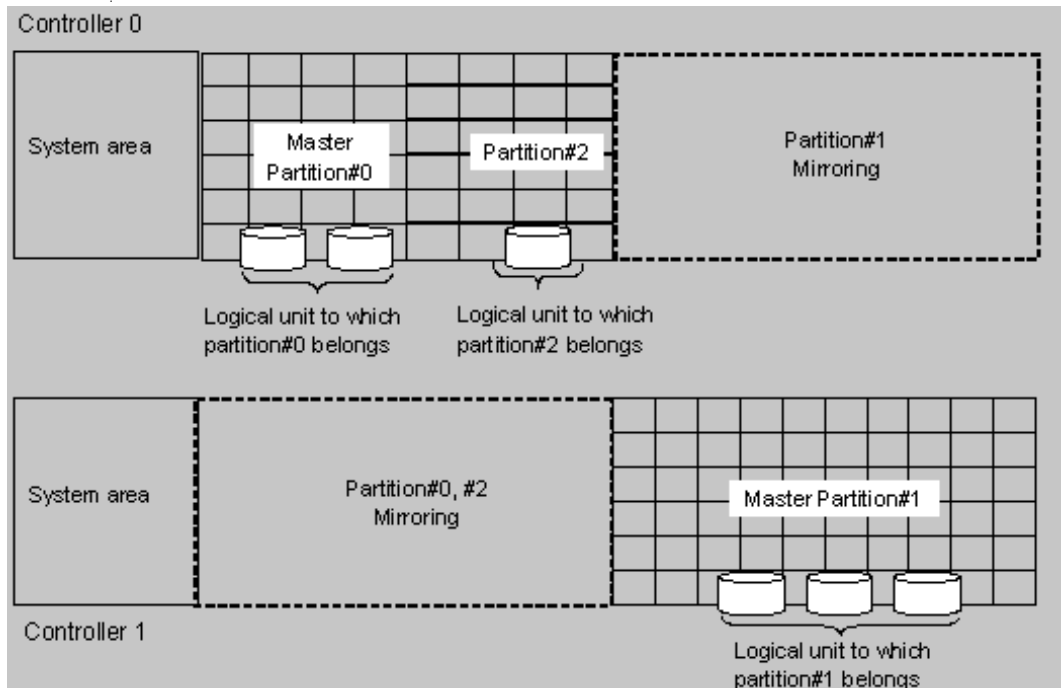 Controller 0
System area
Master
Partition#0
Partition#2
Partition#1
Mirroring
Logical unit to which
partition#0 belongs
Logical unit to which
partition#2 belongs
System area
Partition#0, #2
Mirroring
Master Partition#1
Controller 1
Logical unit to which
partition#1 belongs